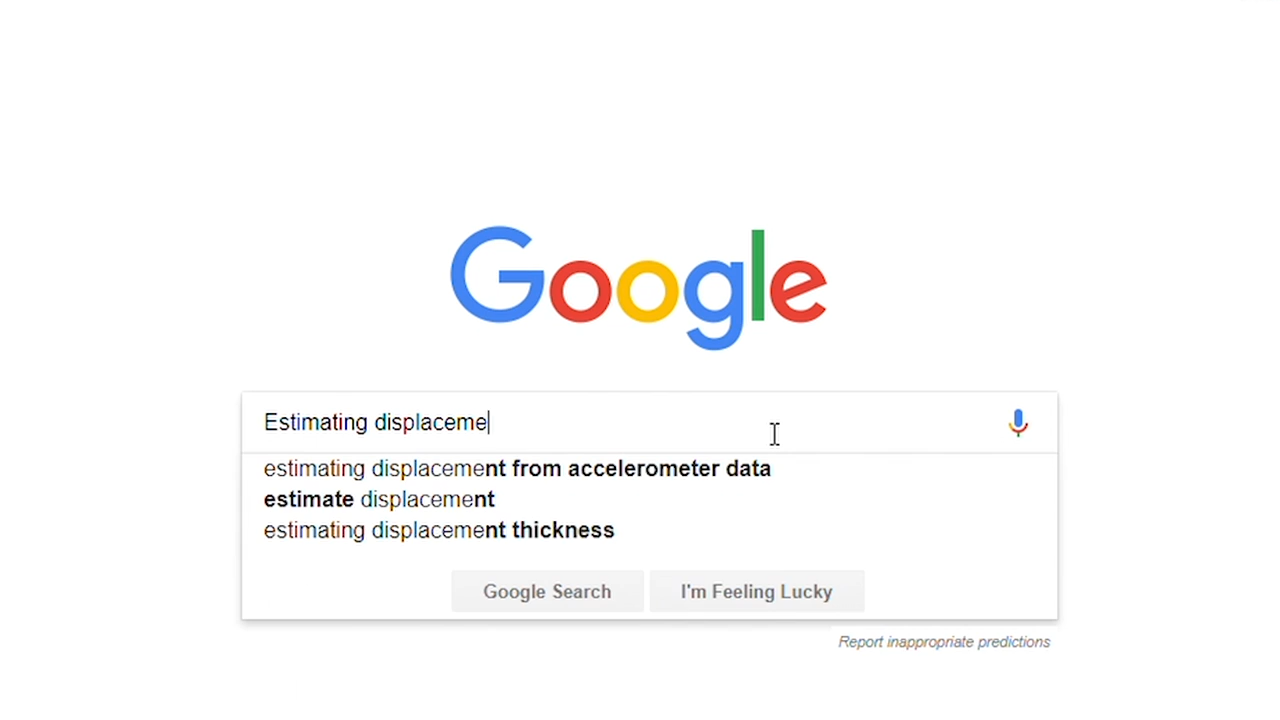 Google
Estimating displaceme
estimating displacement from accelerometer data
estimate displacement
estimating displacement thickness
Google Search
I'm Feeling Lucky
Report inappropriate predictions